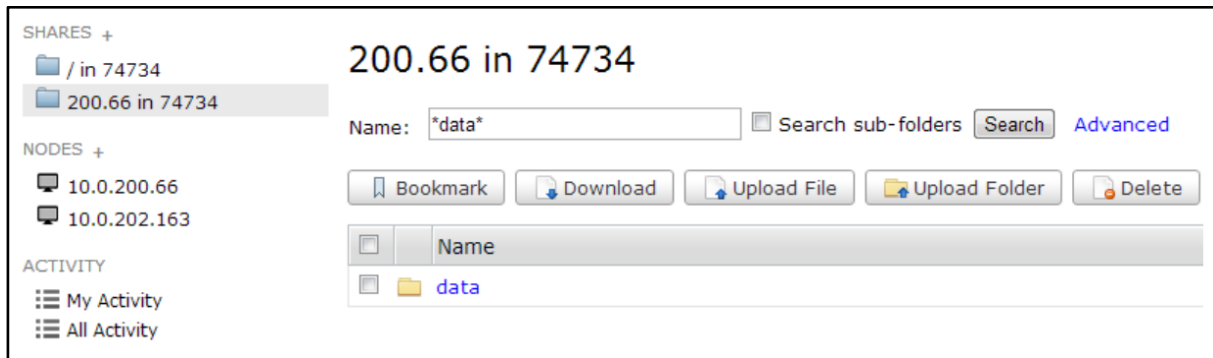 SHARES +
/ in 74734
200.66 in 74734
NODES +
10.0.200.66
10.0.202.163
ACTIVITY
My Activity
All Activity
200.66 in 74734
Name: *data* Search sub-folders Search Advanced
Bookmark Download Upload File Upload Folder Delete
Name
data